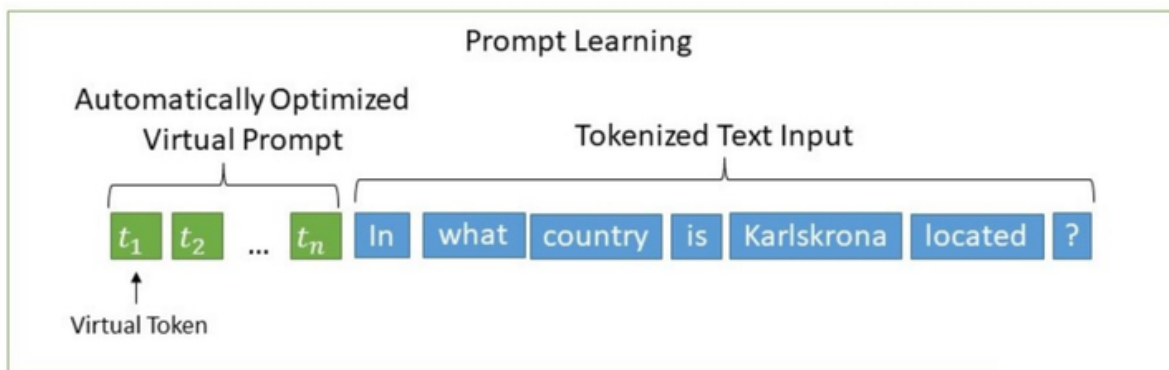 Prompt Learning
Automatically Optimized
Virtual Prompt
Tokenized Text Input
t₁ t₂ ... tₙ In what country is Karlskrona located ?
Virtual Token